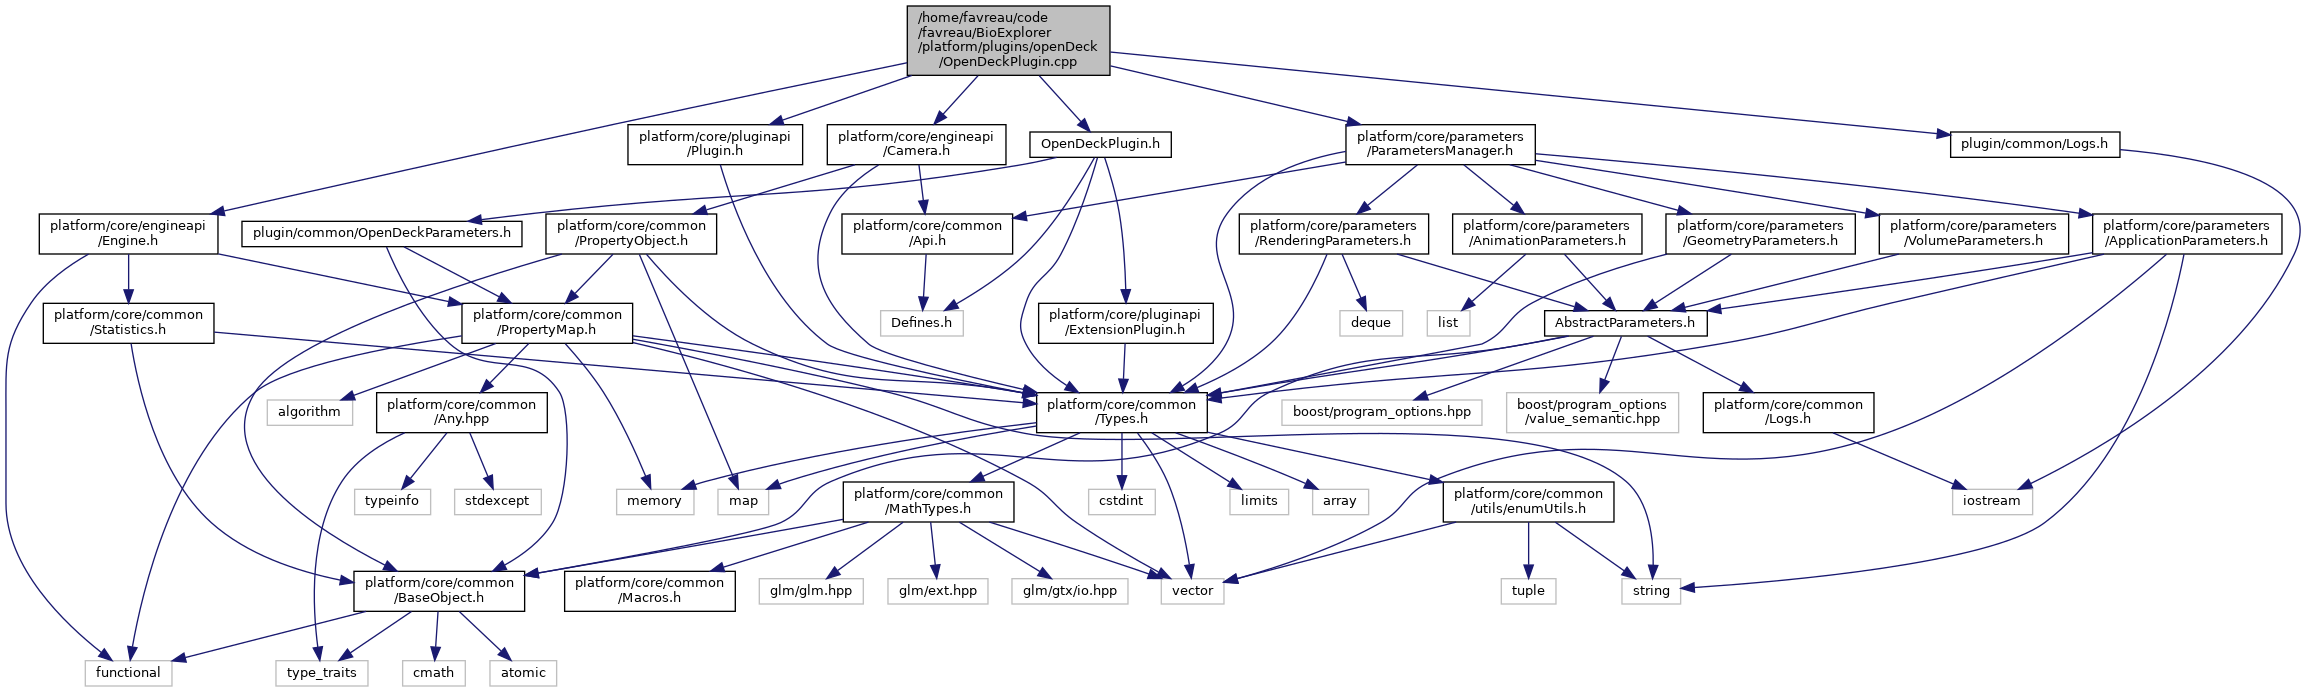 /home/favreau/code
/favreau/BioExplorer
/platform/plugins/openDeck
/OpenDeckPlugin.cpp
platform/core/pluginapi
/Plugin.h
platform/core/engineapi
/Camera.h
OpenDeckPlugin.h
platform/core/parameters
/ParametersManager.h
plugin/common/Logs.h
platform/core/engineapi
/Engine.h
plugin/common/OpenDeckParameters.h
platform/core/common
/PropertyObject.h
platform/core/common
/Api.h
platform/core/parameters
/RenderingParameters.h
platform/core/parameters
/AnimationParameters.h
platform/core/parameters
/GeometryParameters.h
platform/core/parameters
/VolumeParameters.h
platform/core/parameters
/ApplicationParameters.h
platform/core/common
/Statistics.h
platform/core/common
/PropertyMap.h
Defines.h
platform/core/pluginapi
/ExtensionPlugin.h
deque
list
AbstractParameters.h
algorithm
platform/core/common
/Any.hpp
platform/core/common
/Types.h
boost/program_options.hpp
boost/program_options
/value_semantic.hpp
platform/core/common
/Logs.h
typeinfo
stdexcept
memory
map
platform/core/common
/MathTypes.h
cstdint
limits
array
platform/core/common
/utils/enumUtils.h
iostream
platform/core/common
/BaseObject.h
platform/core/common
/Macros.h
glm/glm.hpp
glm/ext.hpp
glm/gtx/io.hpp
vector
tuple
string
functional
type_traits
cmath
atomic